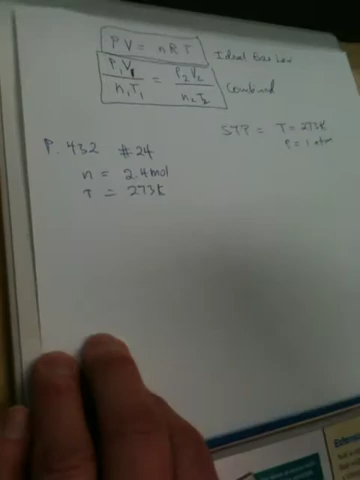 PV = nRT Ideal Gas Law
P₁V₁ / n₁T₁ = P₂V₂ / n₂T₂ Combined
STP = T = 273K
P = 1 atm
P. 432 #24
n = 2.4 mol
T = 273K